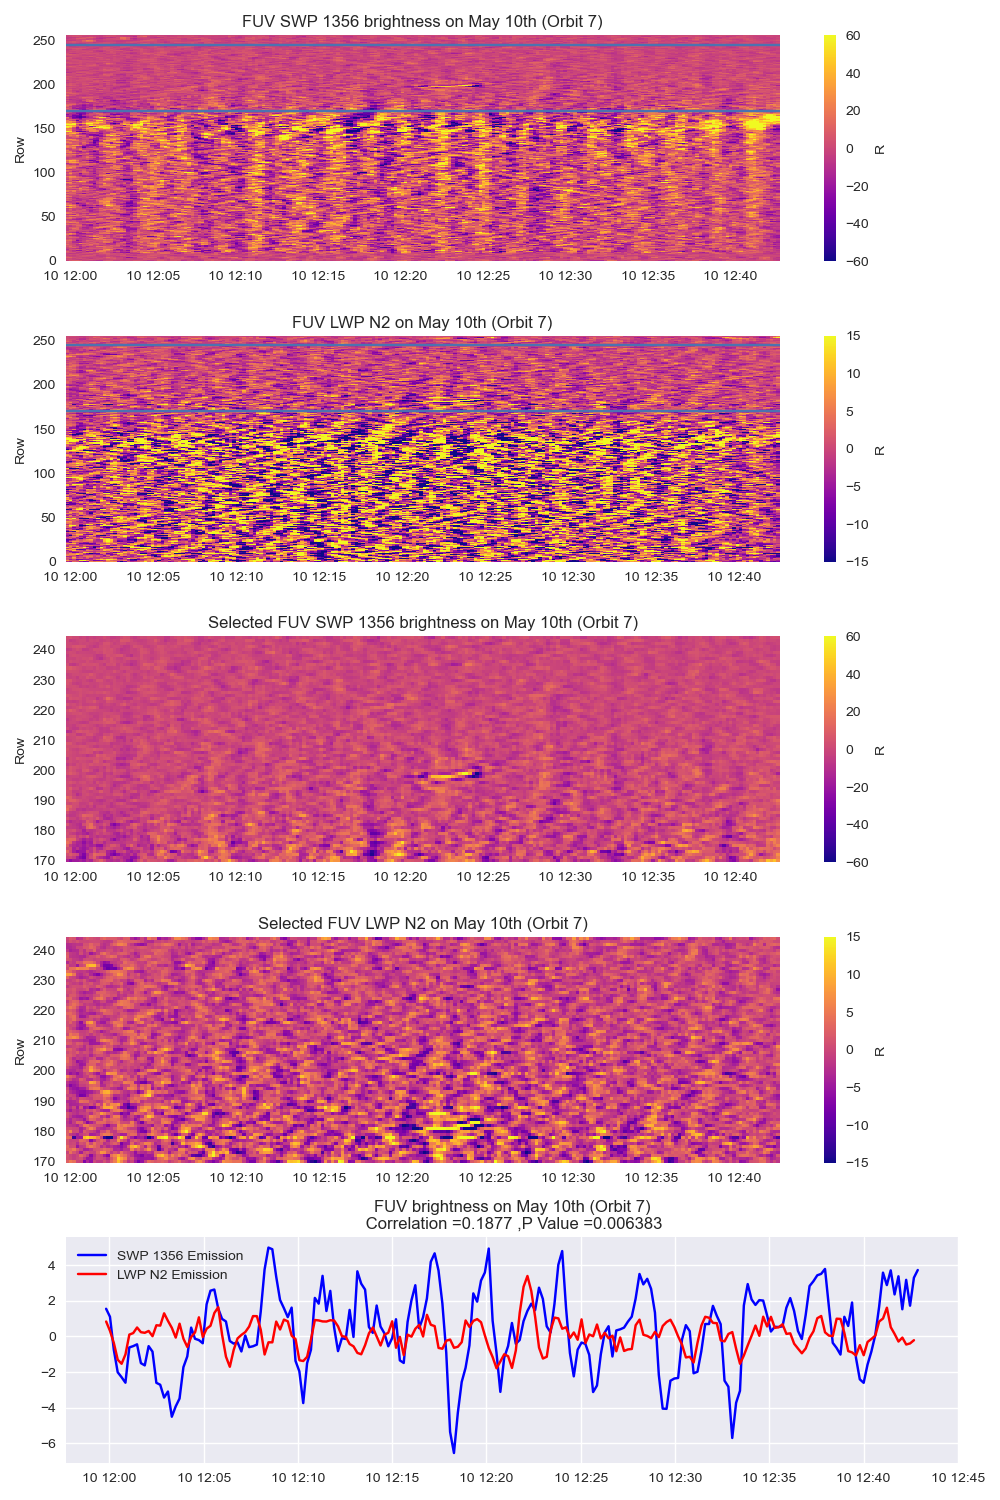 FUV SWP 1356 brightness on May 10th (Orbit 7)
250
200
150
100
50
0
Row
10 12:00 10 12:05 10 12:10 10 12:15 10 12:20 10 12:25 10 12:30 10 12:35 10 12:40
60
40
20
0
−20
−40
−60
R
FUV LWP N2 on May 10th (Orbit 7)
250
200
150
100
50
0
Row
10 12:00 10 12:05 10 12:10 10 12:15 10 12:20 10 12:25 10 12:30 10 12:35 10 12:40
15
10
5
0
−5
−10
−15
R
Selected FUV SWP 1356 brightness on May 10th (Orbit 7)
240
230
220
210
200
190
180
170
Row
10 12:00 10 12:05 10 12:10 10 12:15 10 12:20 10 12:25 10 12:30 10 12:35 10 12:40
60
40
20
0
−20
−40
−60
R
Selected FUV LWP N2 on May 10th (Orbit 7)
240
230
220
210
200
190
180
170
Row
10 12:00 10 12:05 10 12:10 10 12:15 10 12:20 10 12:25 10 12:30 10 12:35 10 12:40
15
10
5
0
−5
−10
−15
R
FUV brightness on May 10th (Orbit 7)
Correlation =0.1877 ,P Value =0.006383
SWP 1356 Emission
LWP N2 Emission
4
2
0
−2
−4
−6
10 12:00 10 12:05 10 12:10 10 12:15 10 12:20 10 12:25 10 12:30 10 12:35 10 12:40 10 12:45